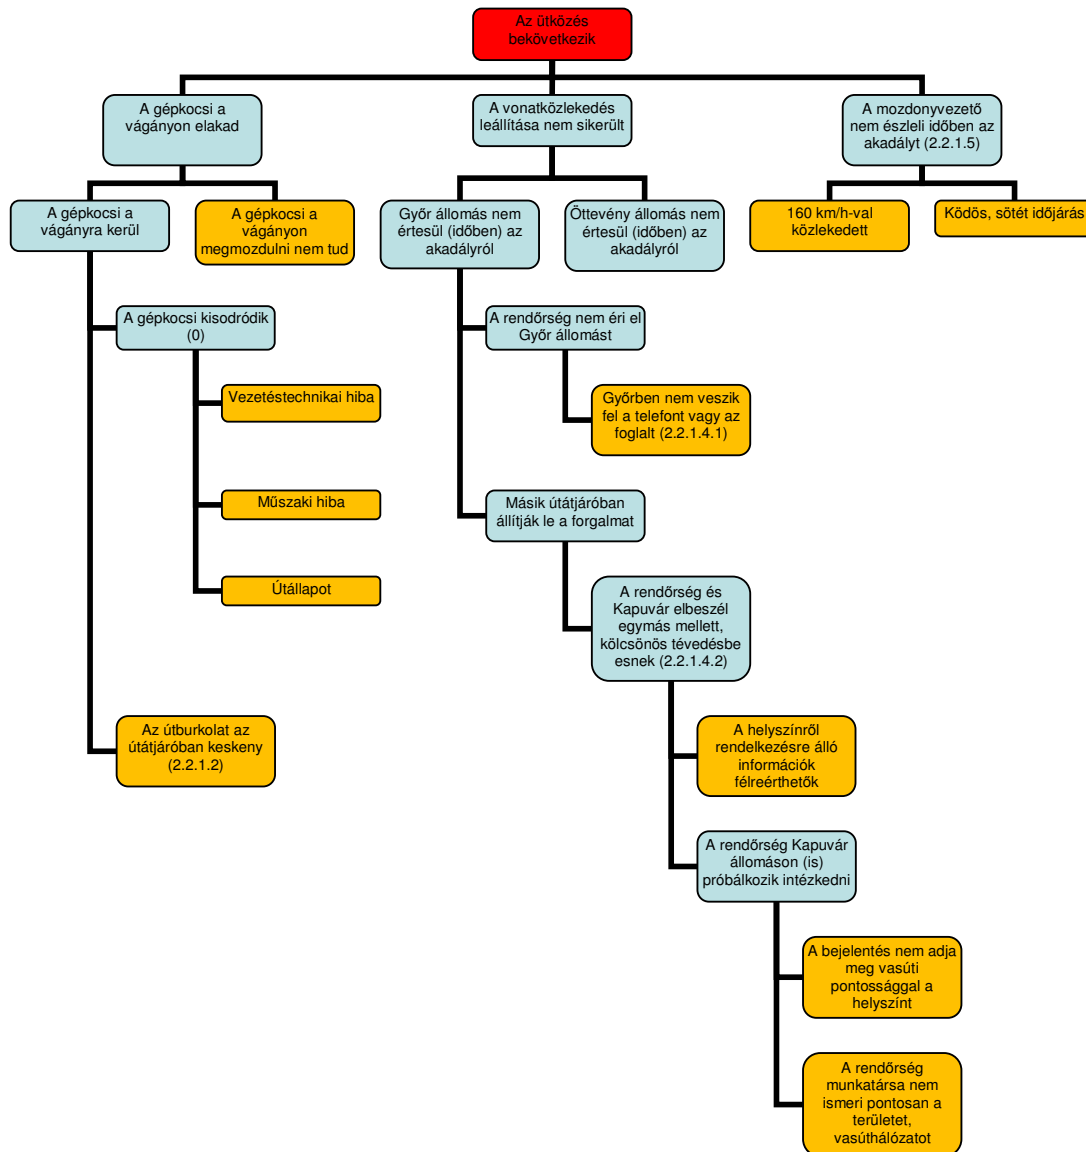 Az ütközés
bekövetkezik
A gépkocsi a
vágányon elakad
A vonatközlekedés
leállítása nem sikerült
A mozdonyvezető
nem észleli időben az
akadályt (2.2.1.5)
A gépkocsi a
vágányra kerül
A gépkocsi a
vágányon
megmozdulni nem tud
Győr állomás nem
értesül (időben) az
akadályról
Öttevény állomás nem
értesül (időben) az
akadályról
160 km/h-val
közlekedett
Ködös, sötét időjárás
A gépkocsi kisodródik
(0)
A rendőrség nem éri el
Győr állomást
Vezetéstechnikai hiba
Győrben nem veszik
fel a telefont vagy az
foglalt (2.2.1.4.1)
Műszaki hiba
Másik útátjáróban
állítják le a forgalmat
Útállapot
A rendőrség és
Kapuvár elbeszél
egymás mellett,
kölcsönös tévedésbe
esnek (2.2.1.4.2)
Az útburkolat az
útátjáróban keskeny
(2.2.1.2)
A helyszínről
rendelkezésre álló
információk
félreérthetők
A rendőrség Kapuvár
állomáson (is)
próbálkozik intézkedni
A bejelentés nem adja
meg vasúti
pontossággal a
helyszínt
A rendőrség
munkatársa nem
ismeri pontosan a
területet,
vasúthálózatot